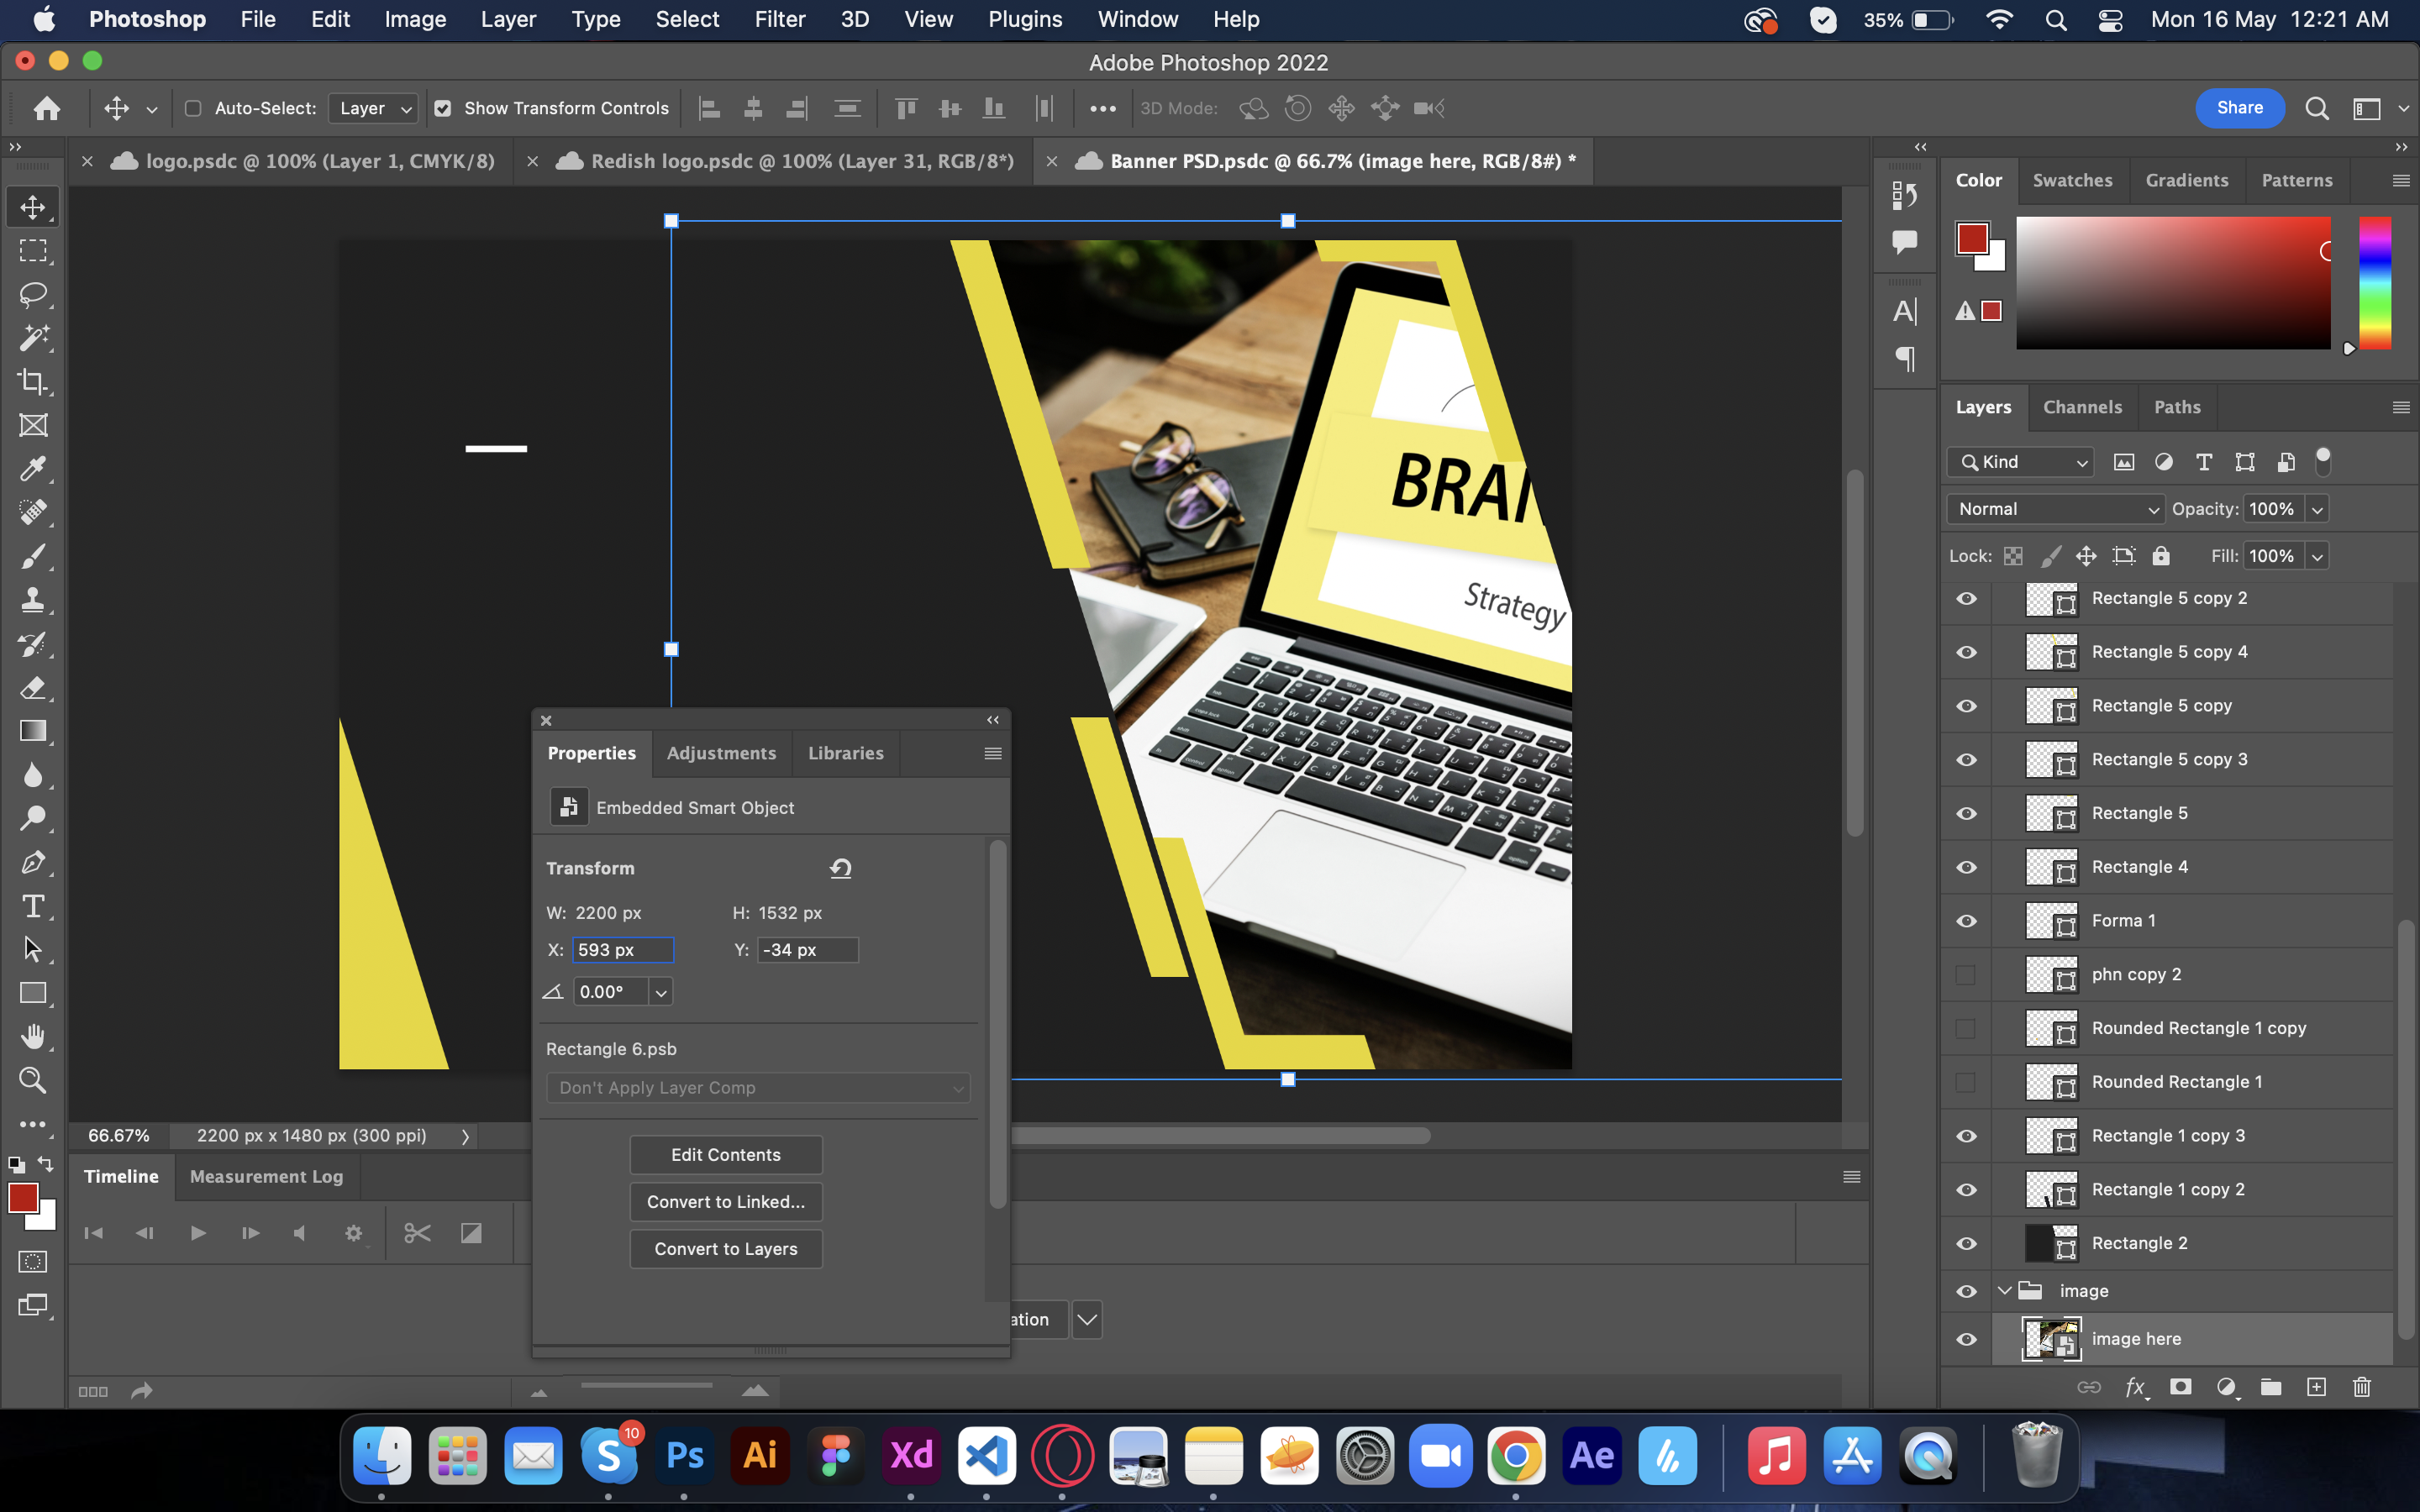 Photoshop File Edit Image Layer Type Select Filter 3D View Plugins Window Help 35% Mon 16 May 12:21 AM
Adobe Photoshop 2022
Auto-Select: Layer Show Transform Controls 3D Mode: Share
logo.psdc @ 100% (Layer 1, CMYK/8) Redish logo.psdc @ 100% (Layer 31, RGB/8*) Banner PSD.psdc @ 66.7% (image here, RGB/8#) *
Color Swatches Gradients Patterns
BRA
Strategy
Properties Adjustments Libraries
Embedded Smart Object
Transform
W: 2200 px H: 1532 px
X: 593 px Y: -34 px
0.00°
Rectangle 6.psb
Don't Apply Layer Comp
Edit Contents
Convert to Linked...
Convert to Layers
66.67% 2200 px x 1480 px (300 ppi)
Timeline Measurement Log
ation
Layers Channels Paths
Kind
Normal Opacity: 100%
Lock: Fill: 100%
Rectangle 5 copy 2
Rectangle 5 copy 4
Rectangle 5 copy
Rectangle 5 copy 3
Rectangle 5
Rectangle 4
Forma 1
phn copy 2
Rounded Rectangle 1 copy
Rounded Rectangle 1
Rectangle 1 copy 3
Rectangle 1 copy 2
Rectangle 2
image
image here
fx
10
S Ps Ai Xd Ae